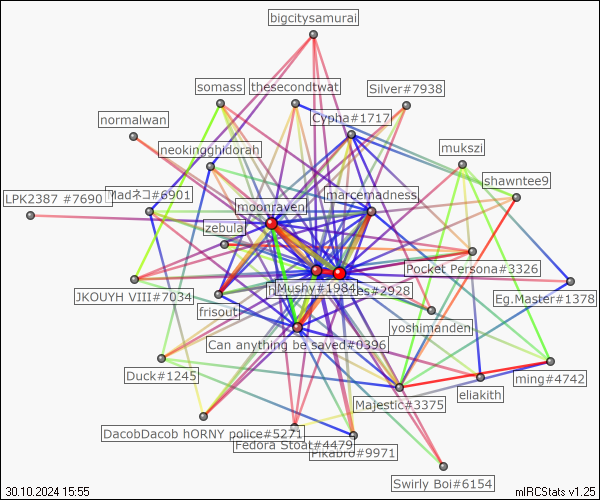 bigcitysamurai
somass
thesecondtwat
Silver#7938
normalwan
Cypha#1717
neokingghidorah
mukszi
shawntee9
LPK2387 #7690
Madネコ#6901
marcemadness
moonraven
zebula
Pocket Persona#3326
Mushy#1984
es#2928
JKOUYH VIII#7034
Eg.Master#1378
frisout
yoshimanden
Can anything be saved#0396
Duck#1245
ming#4742
eliakith
Majestic#3375
DacobDacob hORNY police#5271
Fedora Stoat#4479
Pikabro#9971
Swirly Boi#6154
30.10.2024 15:55
mIRCStats v1.25